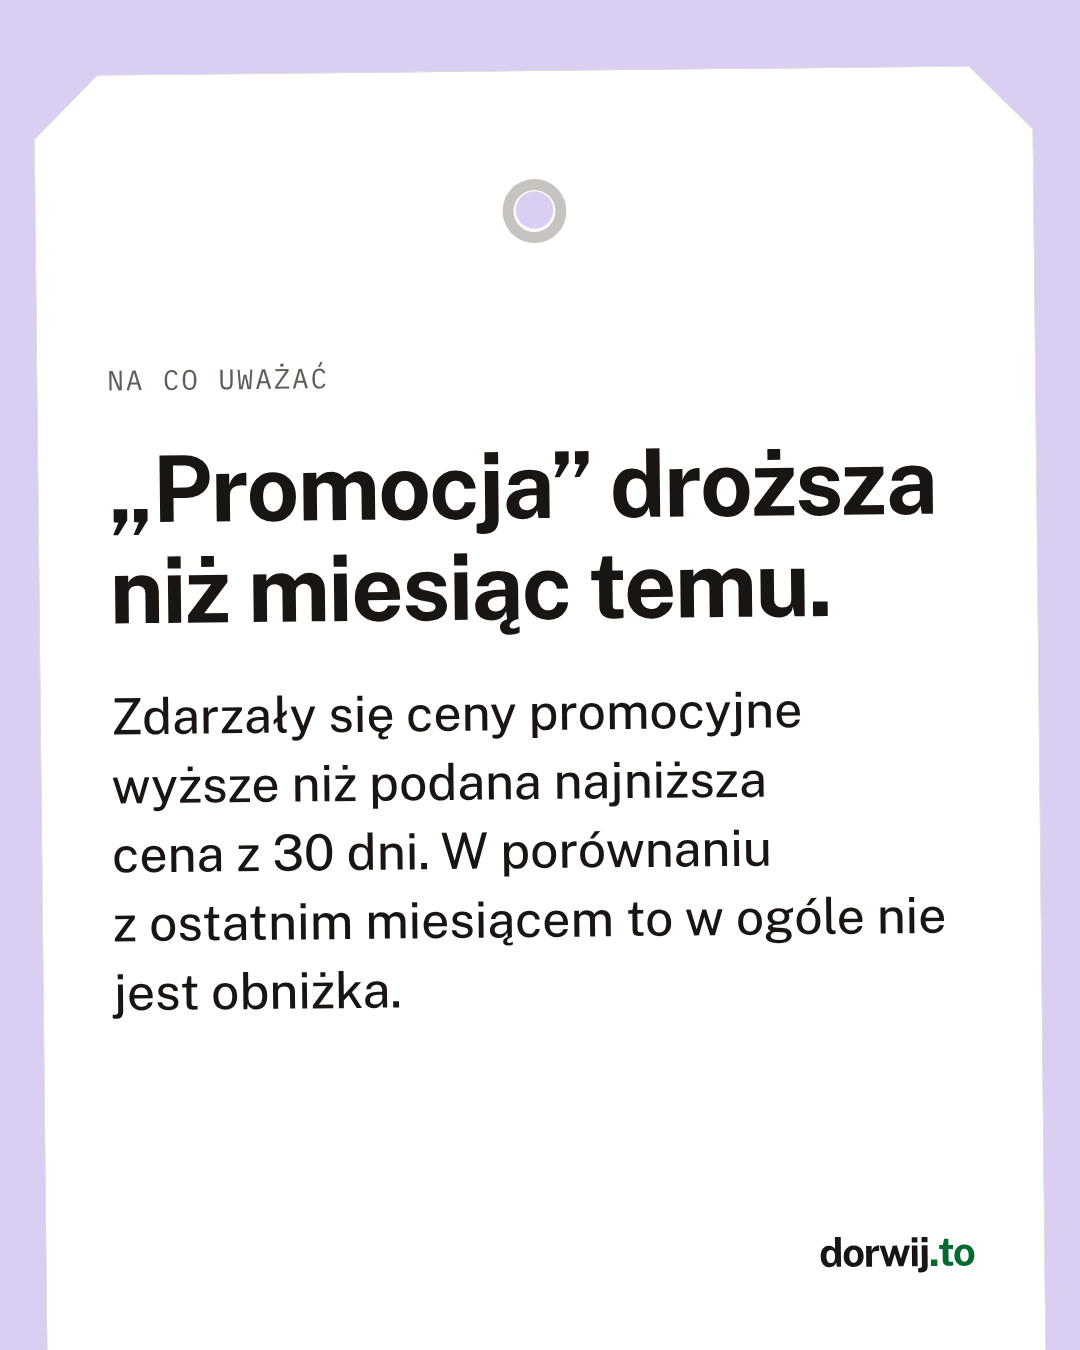 NA CO UWAŻAĆ
„Promocja” droższa
niż miesiąc temu.
Zdarzały się ceny promocyjne
wyższe niż podana najniższa
cena z 30 dni. W porównaniu
z ostatnim miesiącem to w ogóle nie
jest obniżka.
dorwij.to